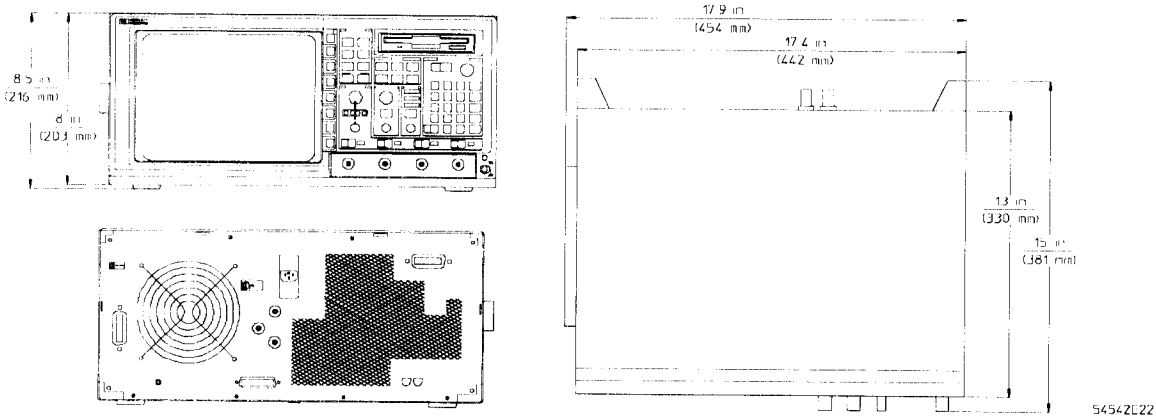 8.5 in
(216 mm)
8 in
(203 mm)
17.9 in
(454 mm)
17.4 in
(442 mm)
13 in
(330 mm)
15 in
(381 mm)
54542E22